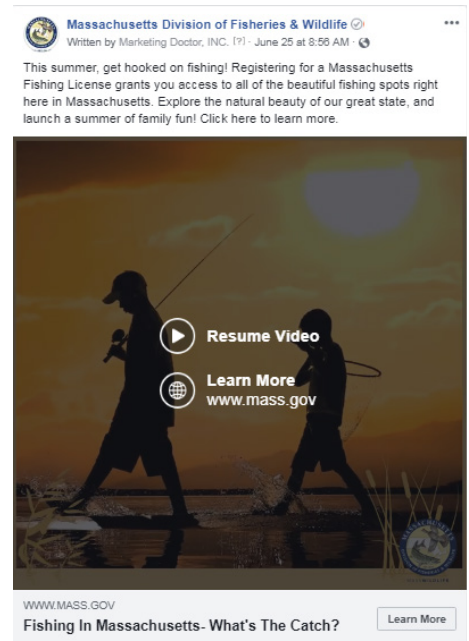 Massachusetts Division of Fisheries & Wildlife
Written by Marketing Doctor, INC. [?] · June 25 at 8:56 AM ·
This summer, get hooked on fishing! Registering for a Massachusetts
Fishing License grants you access to all of the beautiful fishing spots right
here in Massachusetts. Explore the natural beauty of our great state, and
launch a summer of family fun! Click here to learn more.
Resume Video
Learn More
www.mass.gov
MASSACHUSETTS
WWW.MASS.GOV
Fishing In Massachusetts- What's The Catch?
Learn More